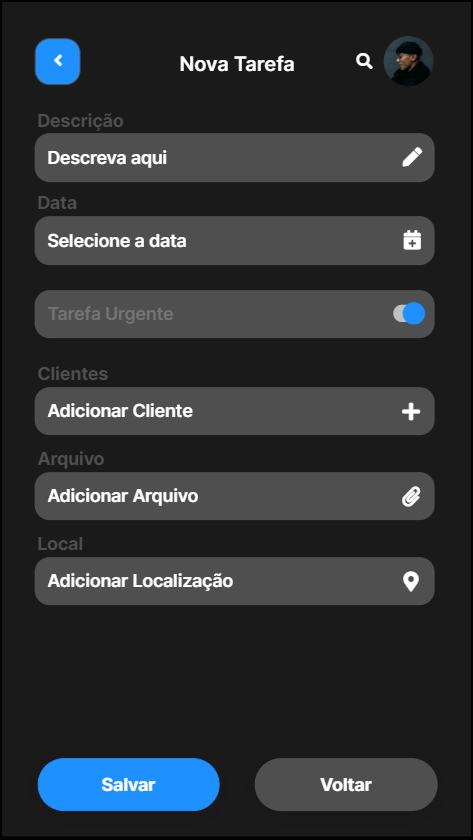 Nova Tarefa
Descrição
Descreva aqui
Data
Selecione a data
Tarefa Urgente
Clientes
Adicionar Cliente
Arquivo
Adicionar Arquivo
Local
Adicionar Localização
Salvar
Voltar